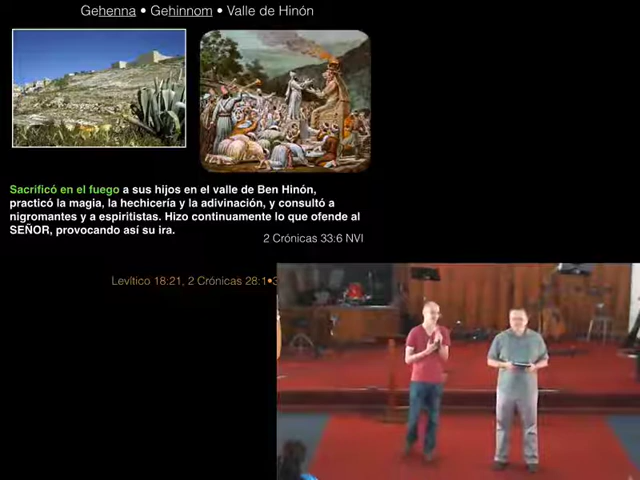 Gehenna • Gehinnom • Valle de Hinón
Sacrificó en el fuego a sus hijos en el valle de Ben Hinón,
practicó la magia, la hechicería y la adivinación, y consultó a
nigromantes y a espiritistas. Hizo continuamente lo que ofende al
SEÑOR, provocando así su ira.
2 Crónicas 33:6 NVI
Levítico 18:21, 2 Crónicas 28:1•3